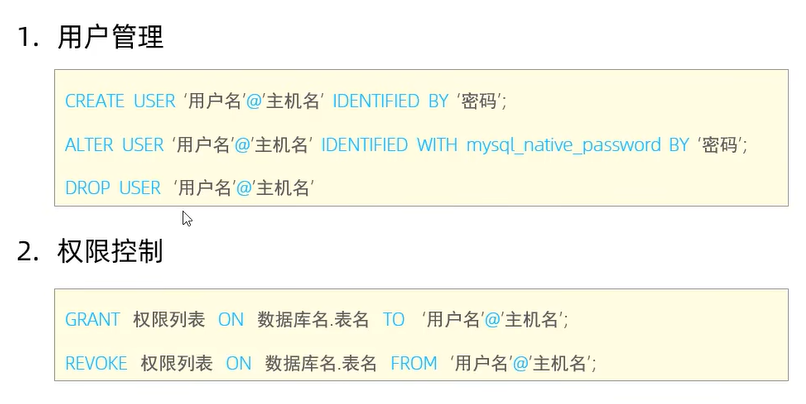 1. 用户管理
CREATE USER ‘用户名’@’主机名’ IDENTIFIED BY ‘密码’;
ALTER USER ‘用户名’@’主机名’ IDENTIFIED WITH mysql_native_password BY ‘密码’;
DROP USER ‘用户名’@’主机名’
2. 权限控制
GRANT 权限列表 ON 数据库名.表名 TO ‘用户名’@’主机名’;
REVOKE 权限列表 ON 数据库名.表名 FROM ‘用户名’@’主机名’;